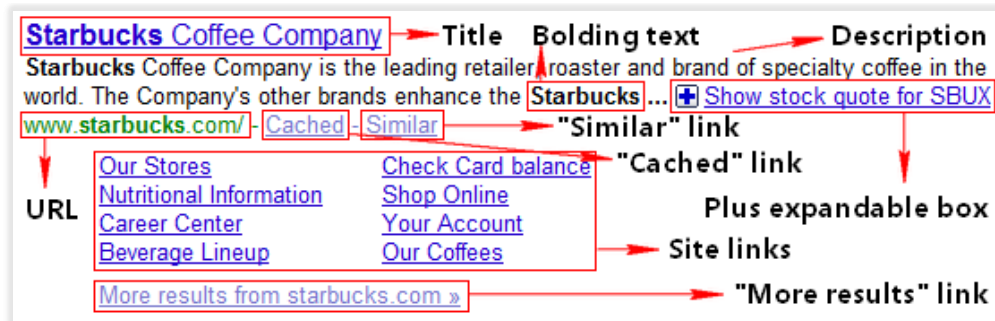 Starbucks Coffee Company Title Bolding text Description
Starbucks Coffee Company is the leading retailer, roaster and brand of specialty coffee in the
world. The Company's other brands enhance the Starbucks ... Show stock quote for SBUX
www.starbucks.com/ - Cached - Similar "Similar" link
Our Stores Check Card balance "Cached" link
Nutritional Information Shop Online
URL Career Center Your Account Plus expandable box
Beverage Lineup Our Coffees Site links
More results from starbucks.com » "More results" link